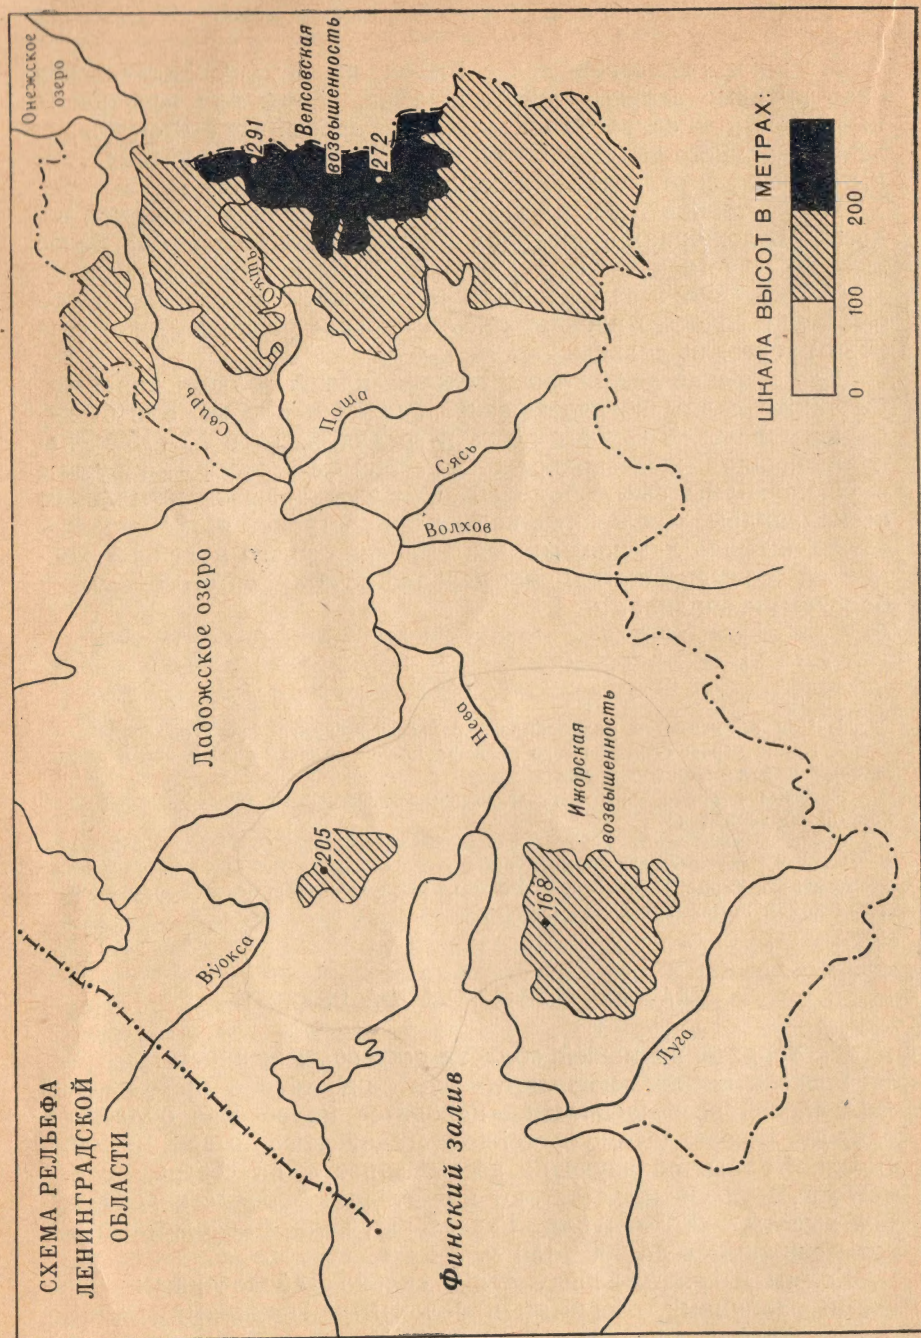 СХЕМА РЕЛЬЕФА
ЛЕНИНГРАДСКОЙ
ОБЛАСТИ
Онежское
озеро
Ладожское озеро
Свирь
Оять
291
Вепсовская
возвышенность
272
Паша
Сясь
Волхов
Вуокса
205
Нева
Финский залив
Ижорская
возвышенность
168
Луга
ШКАЛА ВЫСОТ В МЕТРАХ:
0
100
200